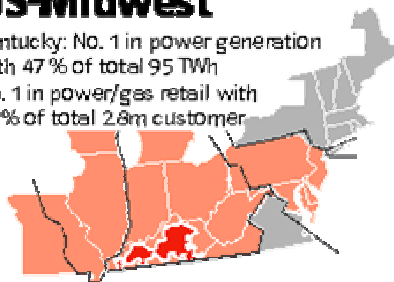 US-Midwest
ntucky: No. 1 in power generation
th 47 % of total 95 TWh
. 1 in power/gas retail with
% of total 2.8m customer